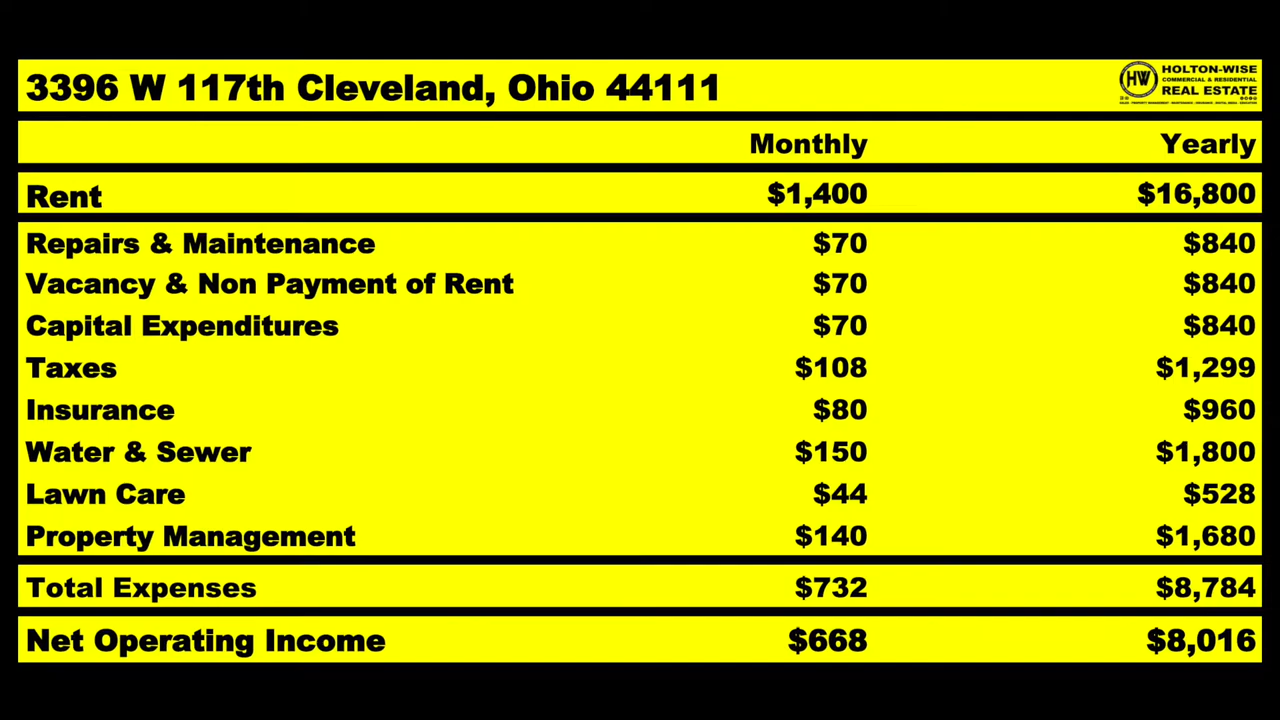 3396 W 117th Cleveland, Ohio 44111
HW
HOLTON-WISE
COMMERCIAL & RESIDENTIAL
REAL ESTATE
Monthly Yearly
Rent $1,400 $16,800
Repairs & Maintenance $70 $840
Vacancy & Non Payment of Rent $70 $840
Capital Expenditures $70 $840
Taxes $108 $1,299
Insurance $80 $960
Water & Sewer $150 $1,800
Lawn Care $44 $528
Property Management $140 $1,680
Total Expenses $732 $8,784
Net Operating Income $668 $8,016